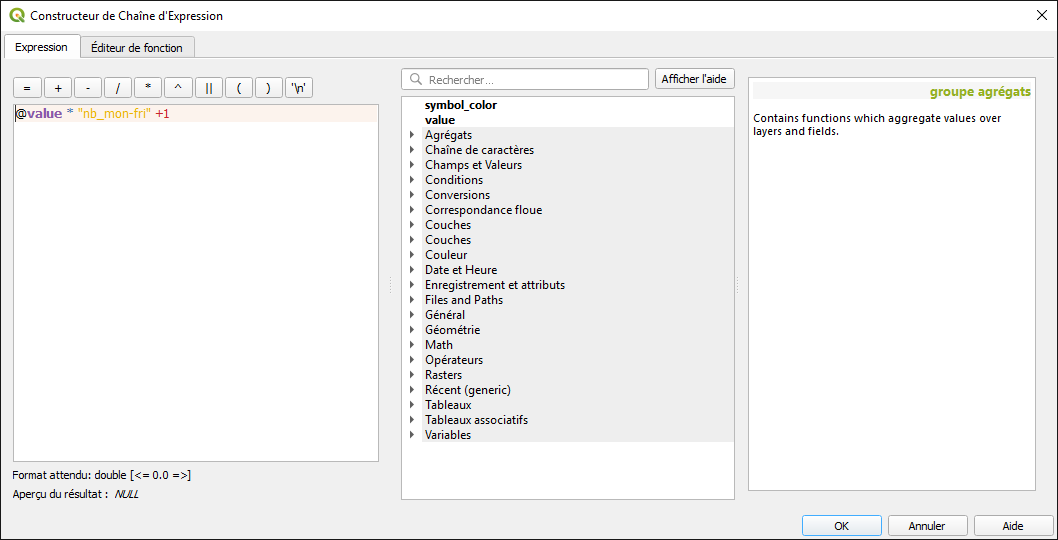 Constructeur de Chaîne d'Expression
Expression
Éditeur de fonction
= + - / * ^ || ( ) '\n'
@value * "nb_mon-fri" +1
Format attendu: double [<= 0.0 =>]
Aperçu du résultat : NULL
Rechercher...
Afficher l'aide
symbol_color
value
Agrégats
Chaîne de caractères
Champs et Valeurs
Conditions
Conversions
Correspondance floue
Couches
Couches
Couleur
Date et Heure
Enregistrement et attributs
Files and Paths
Général
Géométrie
Math
Opérateurs
Rasters
Récent (generic)
Tableaux
Tableaux associatifs
Variables
groupe agrégats
Contains functions which aggregate values over
layers and fields.
OK
Annuler
Aide